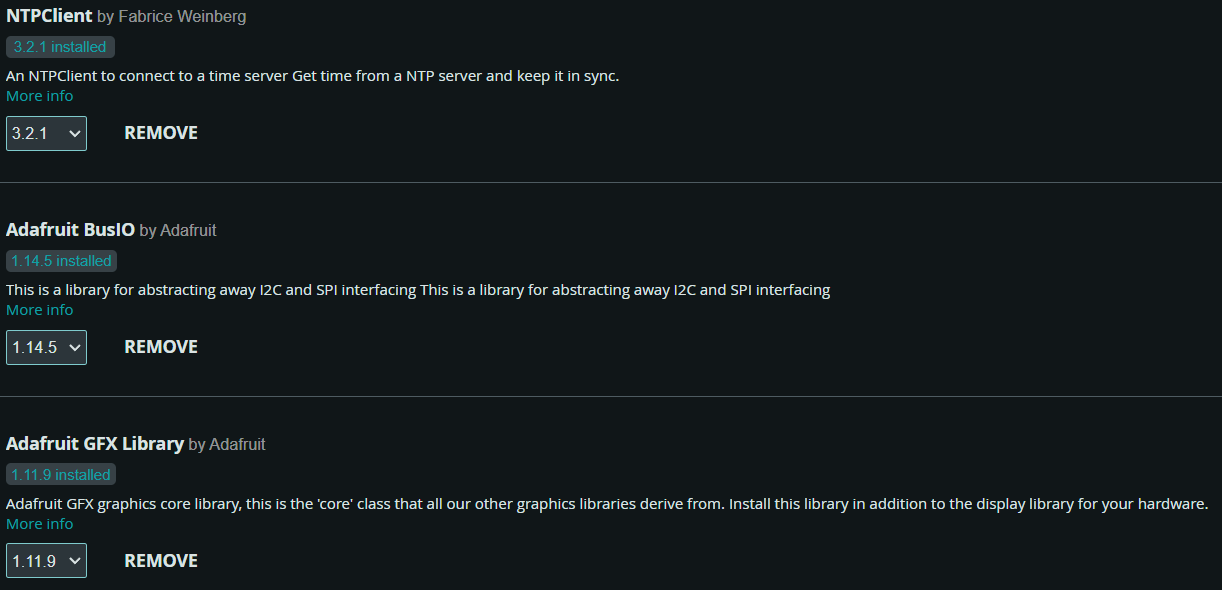 NTPClient by Fabrice Weinberg
3.2.1 installed
An NTPClient to connect to a time server Get time from a NTP server and keep it in sync.
More info
3.2.1 REMOVE
Adafruit BusIO by Adafruit
1.14.5 installed
This is a library for abstracting away I2C and SPI interfacing This is a library for abstracting away I2C and SPI interfacing
More info
1.14.5 REMOVE
Adafruit GFX Library by Adafruit
1.11.9 installed
Adafruit GFX graphics core library, this is the 'core' class that all our other graphics libraries derive from. Install this library in addition to the display library for your hardware.
More info
1.11.9 REMOVE